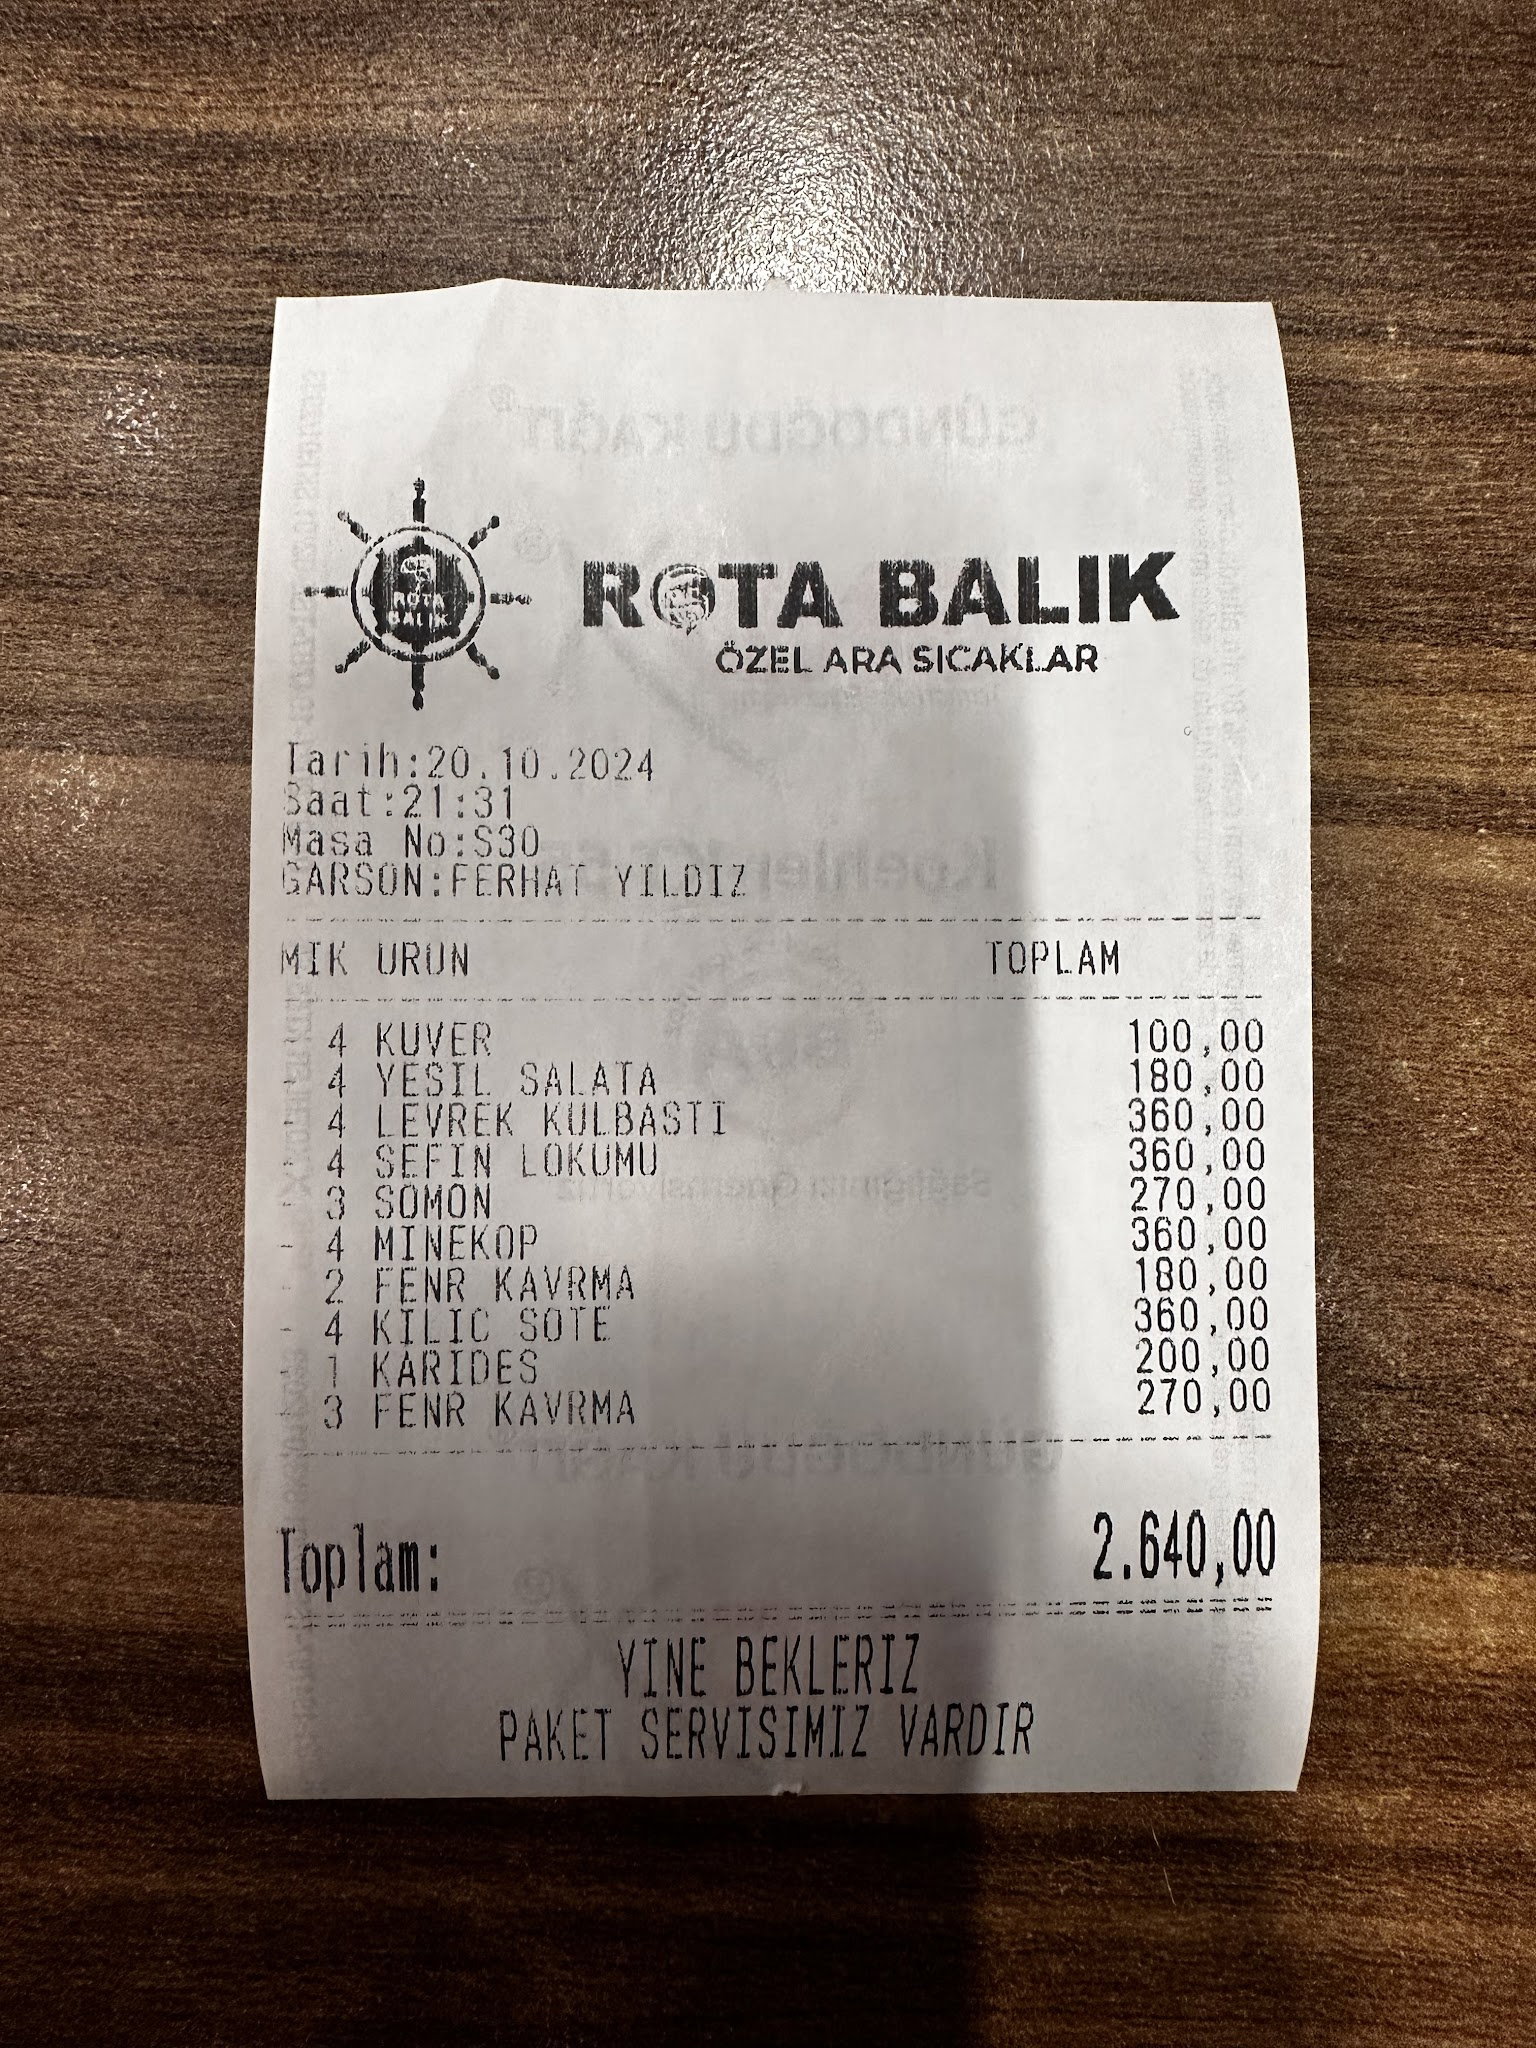 ROTA
BALIK
ROTA BALIK
ÖZEL ARA SICAKLAR
Tarih:20.10.2024
Saat:21:31
Masa No:S30
GARSON:FERHAT YILDIZ
MIK URUN TOPLAM
4 KUVER 100,00
4 YESIL SALATA 180,00
4 LEVREK KULBASTI 360,00
4 SEFIN LOKUMU 360,00
3 SOMON 270,00
4 MINEKOP 360,00
2 FENR KAVRMA 180,00
4 KILIC SOTE 360,00
1 KARIDES 200,00
3 FENR KAVRMA 270,00
Toplam: 2.640,00
YINE BEKLERIZ
PAKET SERVISIMIZ VARDIR